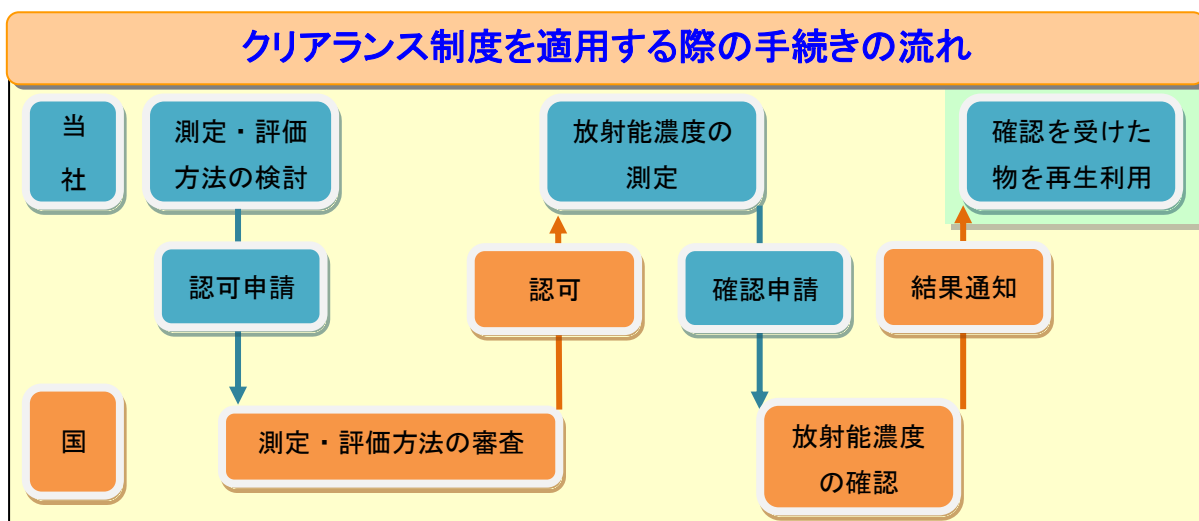 クリアランス制度を適用する際の手続きの流れ
当
社
測定・評価
方法の検討
放射能濃度の
測定
確認を受けた
物を再生利用
認可申請
認可
確認申請
結果通知
国
測定・評価方法の審査
放射能濃度
の確認